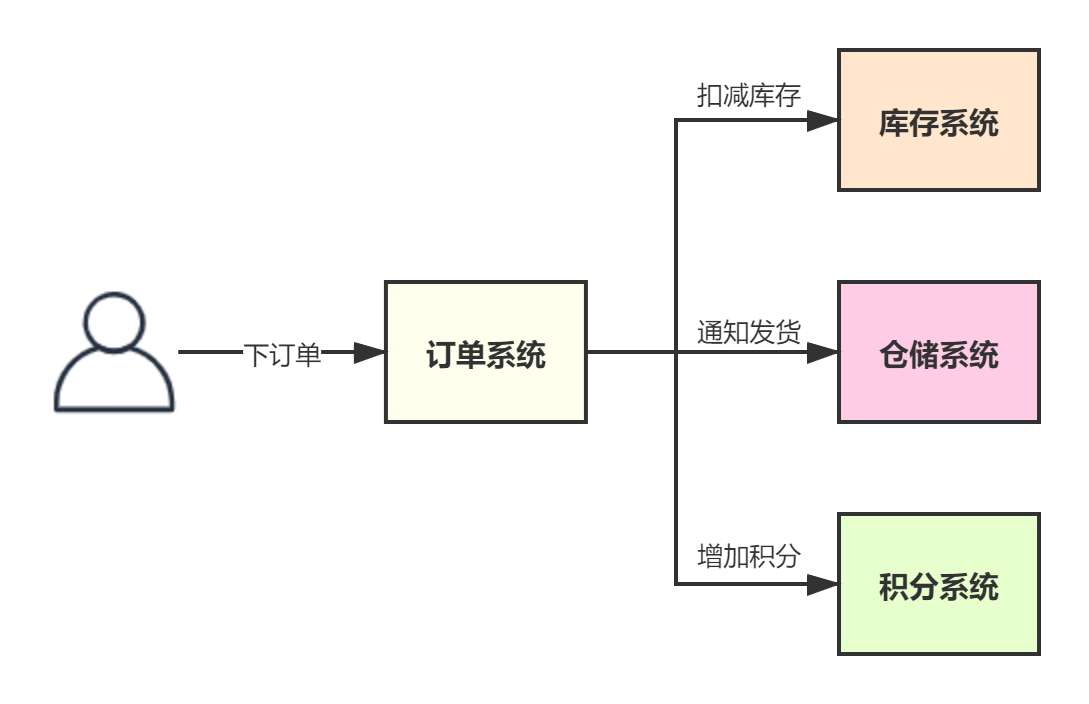 扣减库存
库存系统
下订单
订单系统
通知发货
仓储系统
增加积分
积分系统